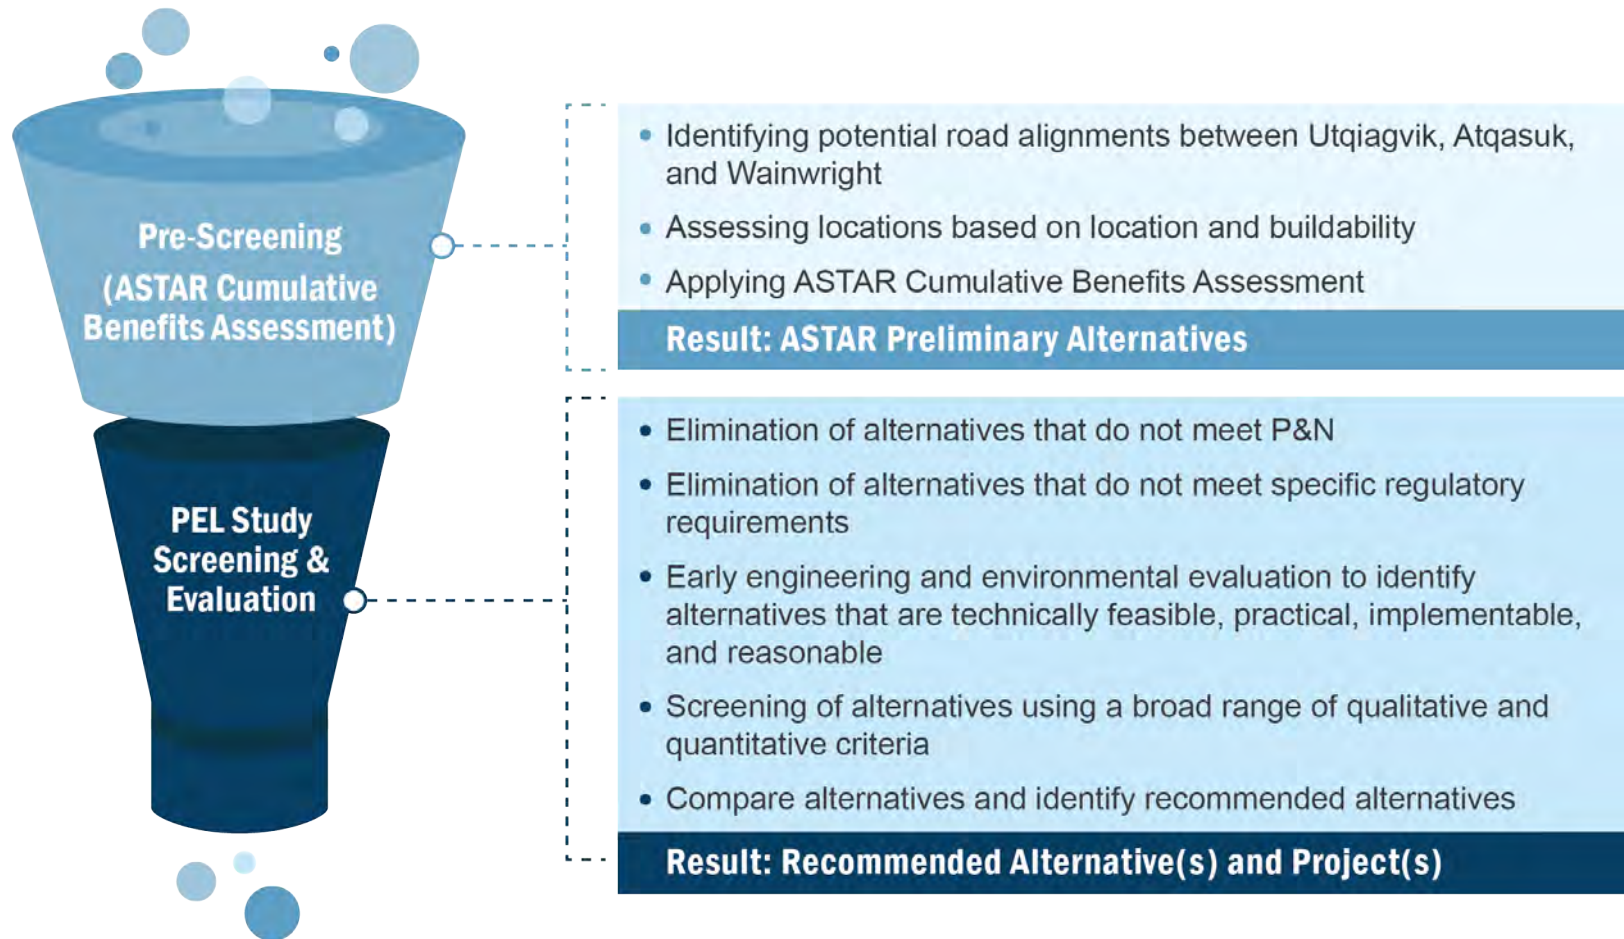 Pre-Screening
(ASTAR Cumulative
Benefits Assessment)
• Identifying potential road alignments between Utqiagvik, Atqasuk,
and Wainwright
• Assessing locations based on location and buildability
• Applying ASTAR Cumulative Benefits Assessment
Result: ASTAR Preliminary Alternatives
PEL Study
Screening &
Evaluation
• Elimination of alternatives that do not meet P&N
• Elimination of alternatives that do not meet specific regulatory
requirements
• Early engineering and environmental evaluation to identify
alternatives that are technically feasible, practical, implementable,
and reasonable
• Screening of alternatives using a broad range of qualitative and
quantitative criteria
• Compare alternatives and identify recommended alternatives
Result: Recommended Alternative(s) and Project(s)